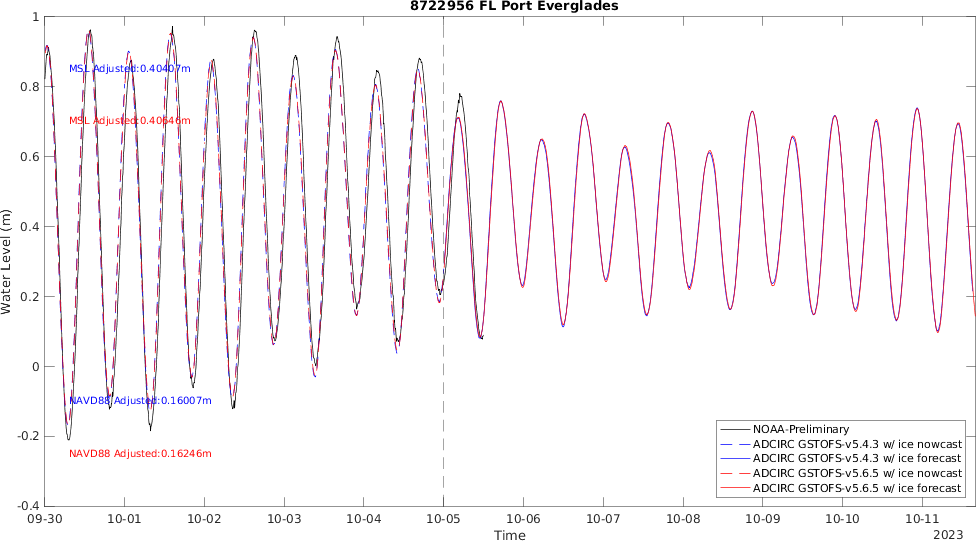 8722956 FL Port Everglades
1
0.8
0.6
0.4
0.2
0
-0.2
-0.4
Water Level (m)
MSL Adjusted:0.40407m
MSL Adjusted:0.40646m
NAVD88 Adjusted:0.16007m
NAVD88 Adjusted:0.16246m
NOAA-Preliminary
ADCIRC GSTOFS-v5.4.3 w/ ice nowcast
ADCIRC GSTOFS-v5.4.3 w/ ice forecast
ADCIRC GSTOFS-v5.6.5 w/ ice nowcast
ADCIRC GSTOFS-v5.6.5 w/ ice forecast
09-30 10-01 10-02 10-03 10-04 10-05 10-06 10-07 10-08 10-09 10-10 10-11
Time
2023